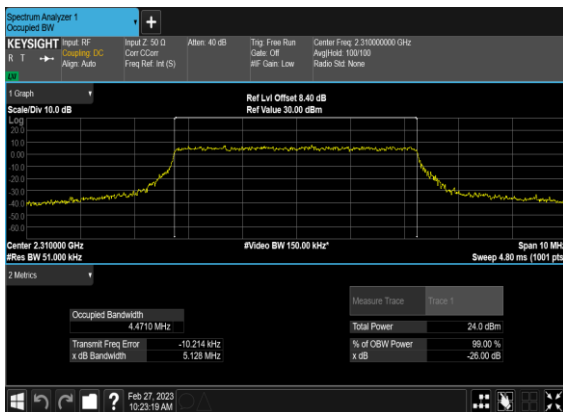 Spectrum Analyzer 1
Occupied BW
KEYSIGHT
R T
Input: RF
Coupling: DC
Align: Auto
Input Z: 50 Ω
Corr CCorr
Freq Ref: Int (S)
Atten: 40 dB
Trig: Free Run
Gate: Off
#IF Gain: Low
Center Freq: 2.310000000 GHz
Avg|Hold: 100/100
Radio Std: None
1 Graph
Scale/Div 10.0 dB
Ref Lvl Offset 8.40 dB
Ref Value 30.00 dBm
Log
20.0
10.0
0.00
-10.0
-20.0
-30.0
-40.0
-50.0
-60.0
Center 2.310000 GHz
#Res BW 51.000 kHz
#Video BW 150.00 kHz*
Span 10 MHz
Sweep 4.80 ms (1001 pts
2 Metrics
Measure Trace
Trace 1
Occupied Bandwidth
4.4710 MHz
Total Power
24.0 dBm
Transmit Freq Error
-10.214 kHz
% of OBW Power
99.00 %
x dB Bandwidth
5.128 MHz
x dB
-26.00 dB
?
Feb 27, 2023
10:23:19 AM